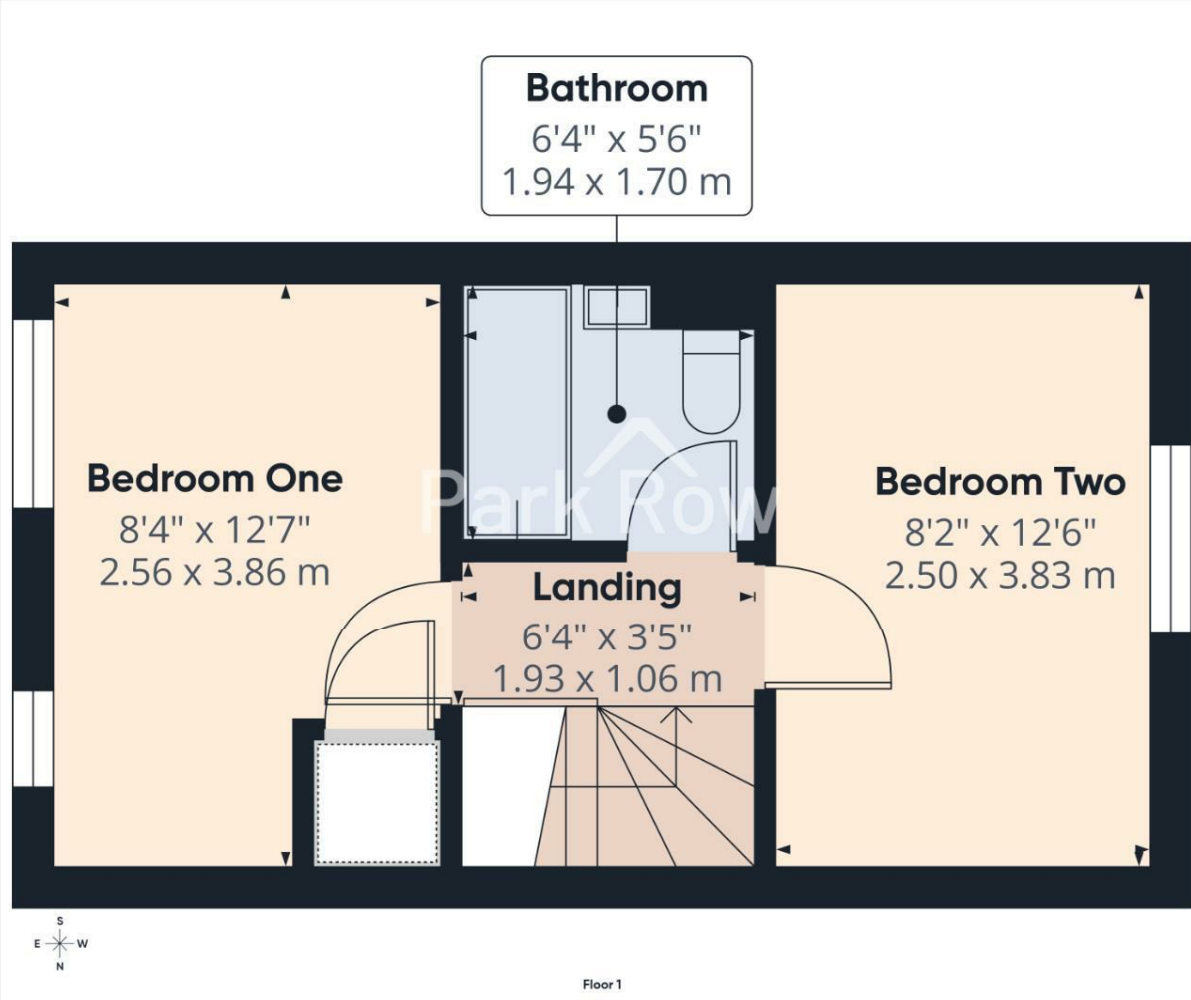 Bathroom
6'4" x 5'6"
1.94 x 1.70 m
Bedroom One
8'4" x 12'7"
2.56 x 3.86 m
Park Row
Landing
6'4" x 3'5"
1.93 x 1.06 m
Bedroom Two
8'2" x 12'6"
2.50 x 3.83 m
S
E W
N
Floor 1